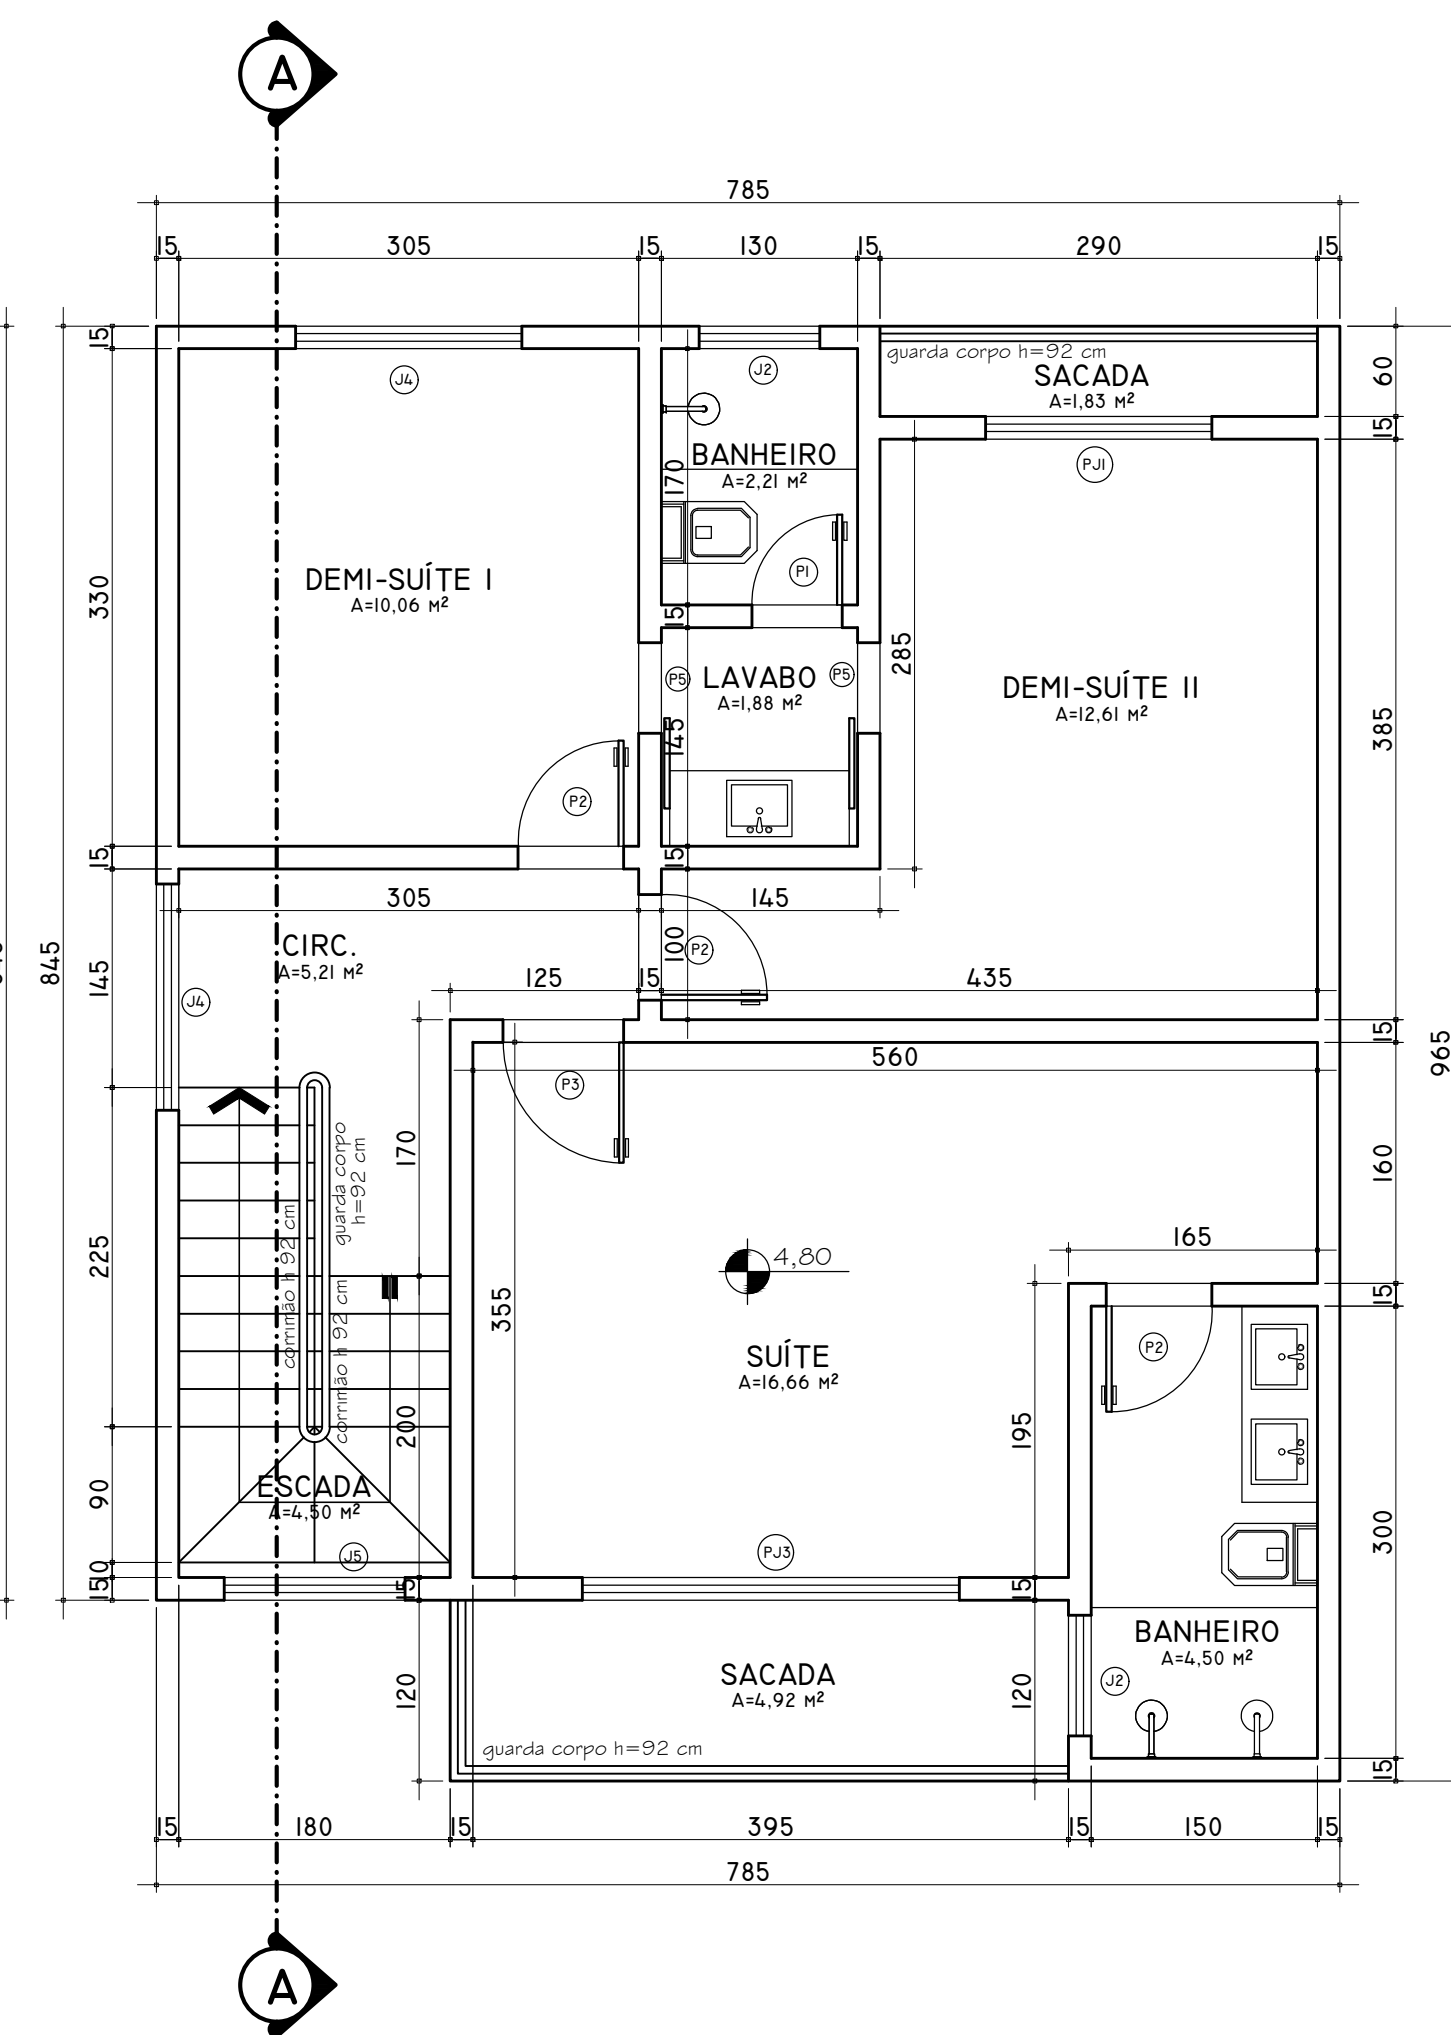 A
785
15 305 15 130 15 290 15
15
J4
J2
guarda corpo h=92 cm
SACADA
A=1,83 M²
60
15
BANHEIRO
A=2,21 M²
170
PJ1
DEMI-SUÍTE I
A=10,06 M²
330
P1
15
285
P5
LAVABO
A=1,88 M²
P5
DEMI-SUÍTE II
A=12,61 M²
145
385
P2
15
15
305
145
CIRC.
A=5,21 M²
845
145
J4
100
P2
125 15 435
15
965
560
P3
guarda corpo
h=92 cm
170
160
corrimão h 92 cm
225
165
4,80
355
15
corrimão h 92 cm
SUÍTE
A=16,66 M²
P2
200
195
90
ESCADA
A=4,50 M²
J5
PJ3
300
150
15
15
BANHEIRO
A=4,50 M²
SACADA
A=4,92 M²
J2
120
120
guarda corpo h=92 cm
15
15 180 15 395 15 150 15
785
A